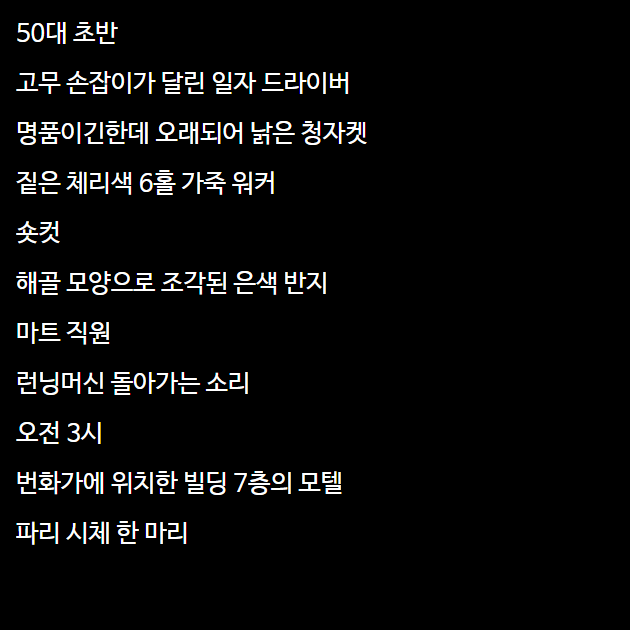 50대 초반
고무 손잡이가 달린 일자 드라이버
명품이긴한데 오래되어 낡은 청자켓
짙은 체리색 6홀 가죽 워커
숏컷
해골 모양으로 조각된 은색 반지
마트 직원
런닝머신 돌아가는 소리
오전 3시
번화가에 위치한 빌딩 7층의 모텔
파리 시체 한 마리